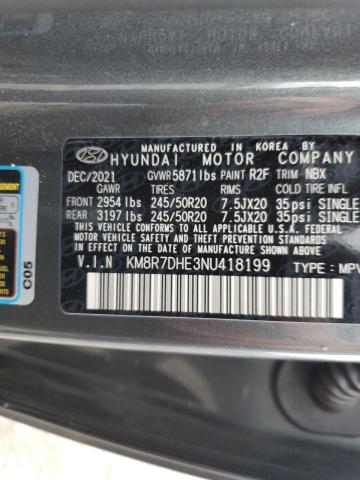 MANUFACTURED IN KOREA BY
HYUNDAI MOTOR COMPANY
DEC/2021 GVWR 5871lbs PAINT R2F TRIM NBX
GAWR TIRES RIMS COLD TIRE INFL
FRONT 2954 lbs 245/50R20 7.5JX20 35psi SINGLE
REAR 3197 lbs 245/50R20 7.5JX20 35psi SINGLE
THIS VEHICLE CONFORMS TO ALL APPLICABLE
U.S.A. FEDERAL MOTOR VEHICLE SAFETY STANDARDS
IN EFFECT ON THE DATE OF MANUFACTURE SHOWN ABOVE.
V.I.N KM8R7DHE3NU418199 TYPE : MPV
C05